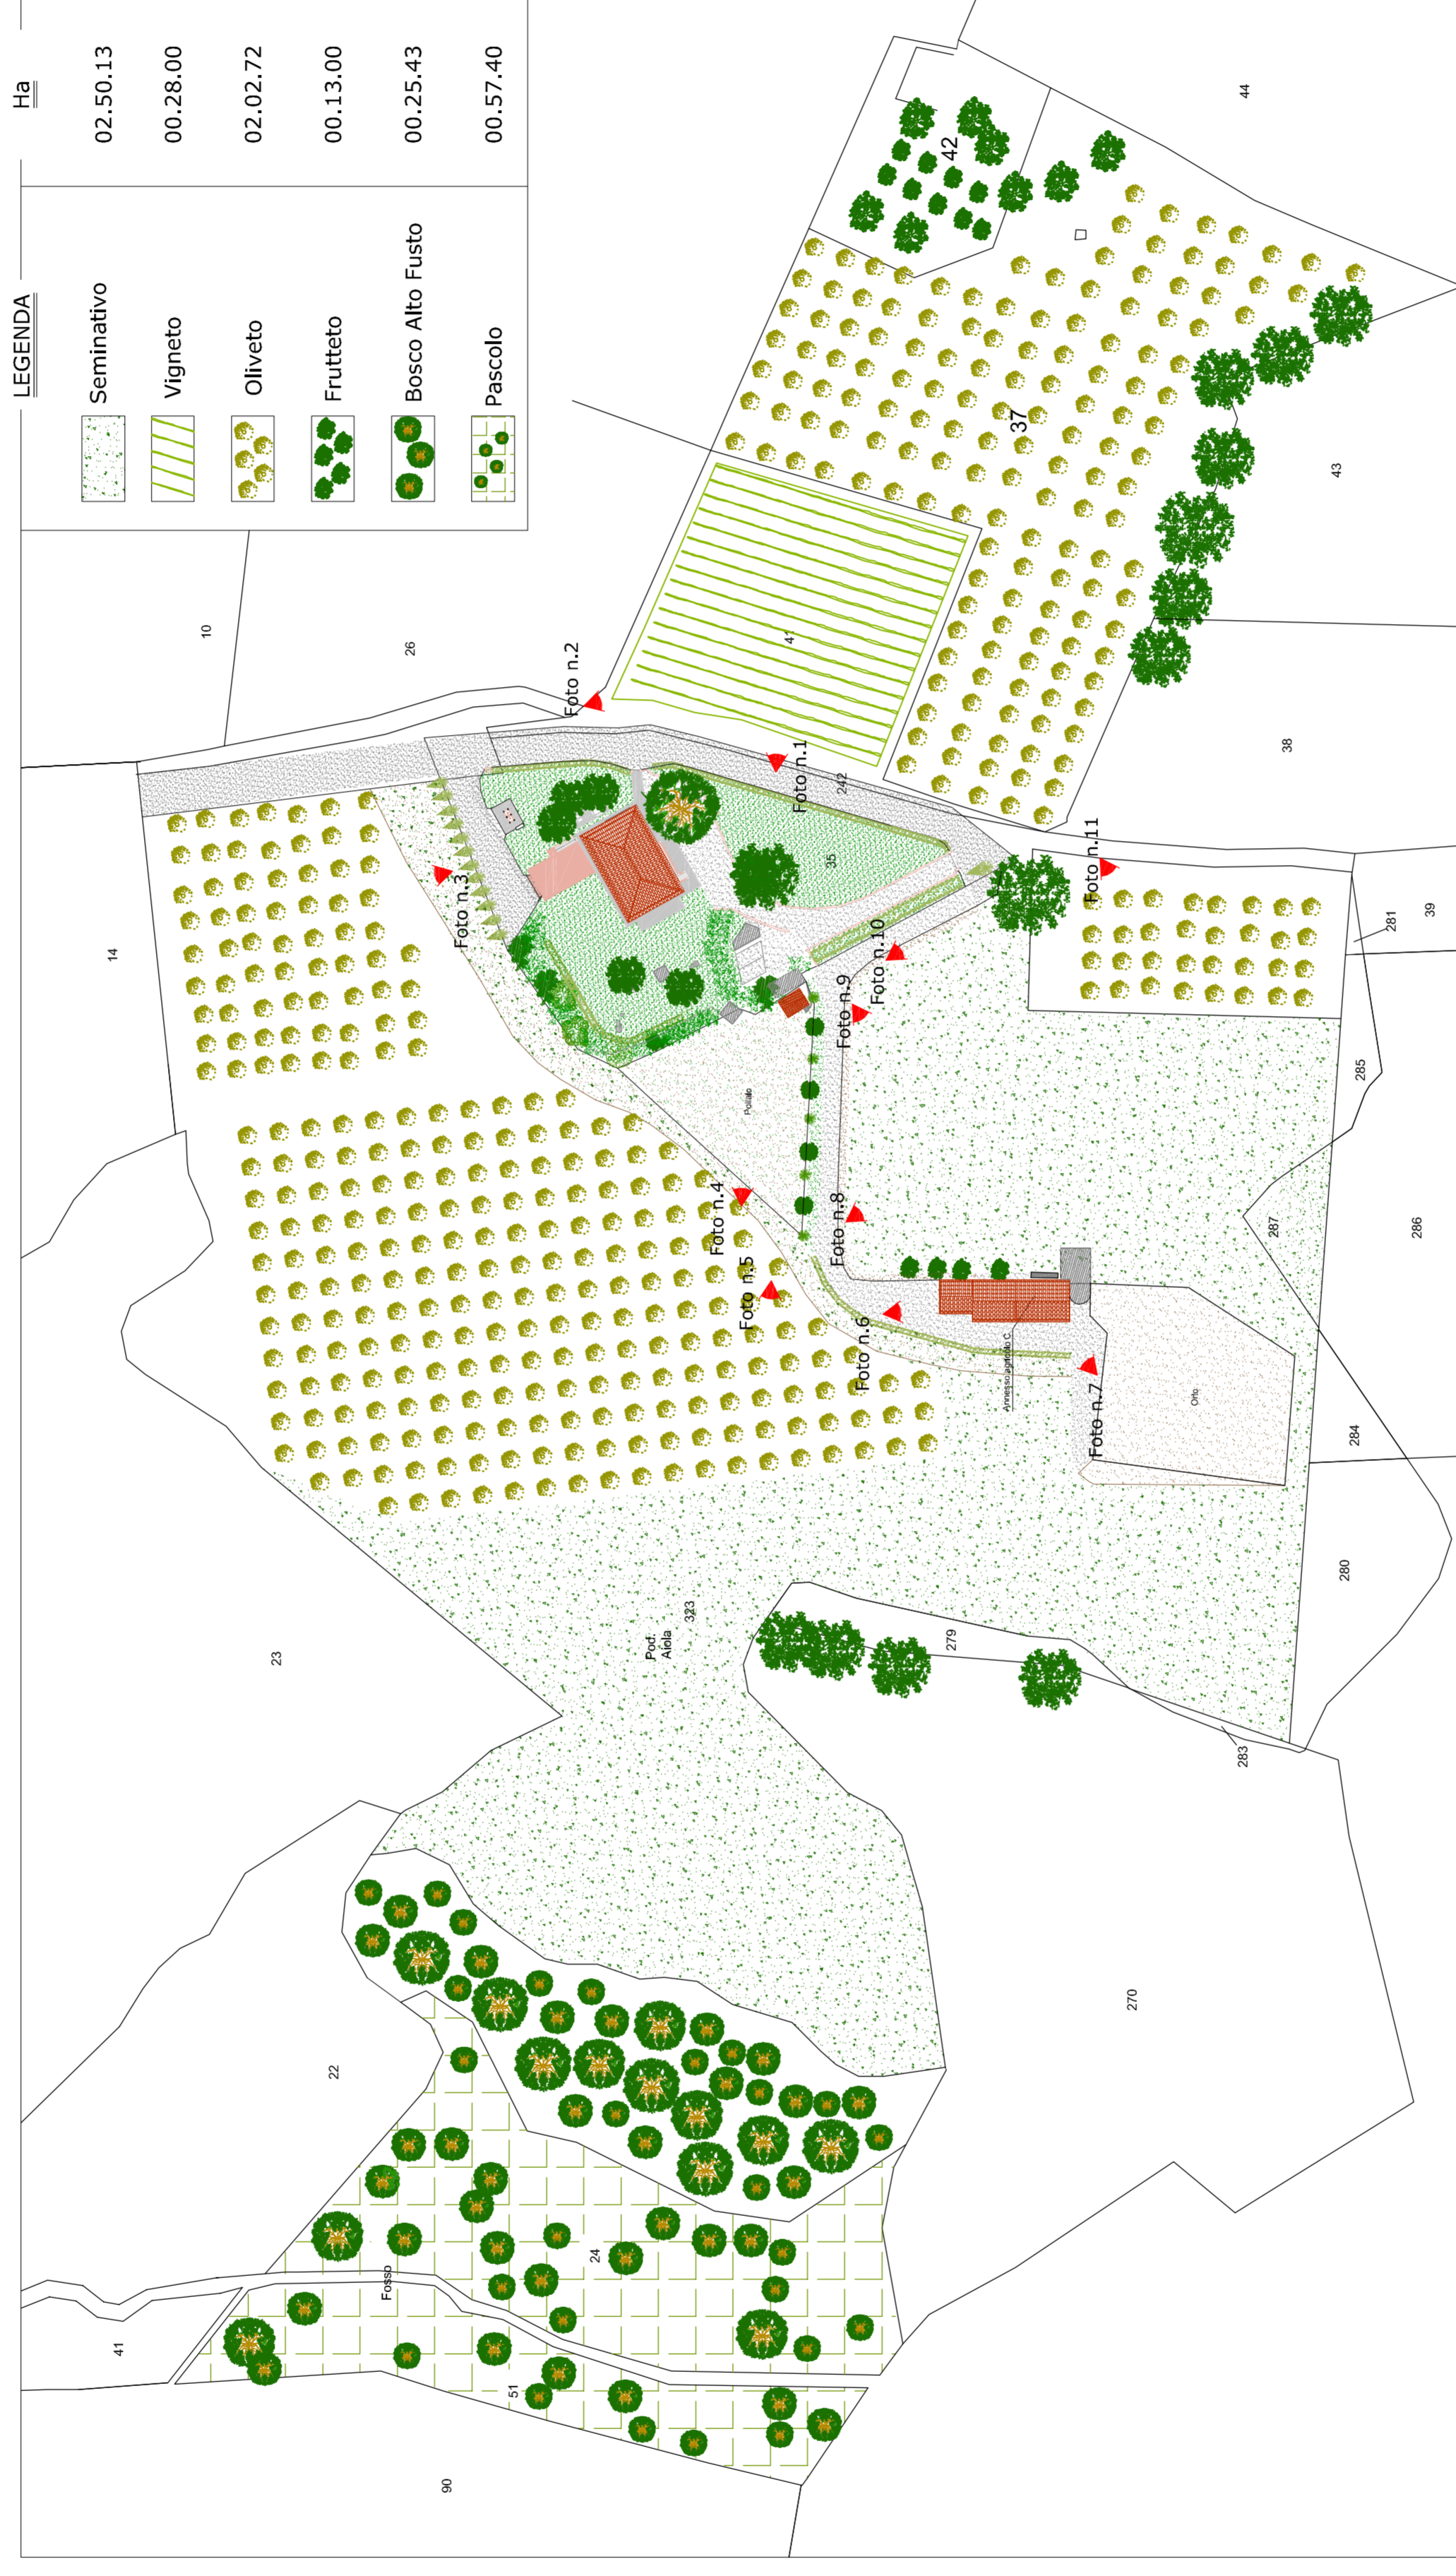 LEGENDA Ha
Seminativo 02.50.13
Vigneto 00.28.00
Oliveto 02.02.72
Frutteto 00.13.00
Bosco Alto Fusto 00.25.43
Pascolo 00.57.40
10
26
14
23
22
41
90
51
Fosso
24
Pod.
Aiola
323
Foto n.2
Foto n.1
Foto n.3
Foto n.4
Foto n.5
Foto n.6
Foto n.7
Foto n.8
Foto n.9
Foto n.10
Foto n.11
41
242
35
37
42
44
43
38
39
281
285
287
286
284
280
279
283
270
Pollaio
Annesso agricolo C
Orto